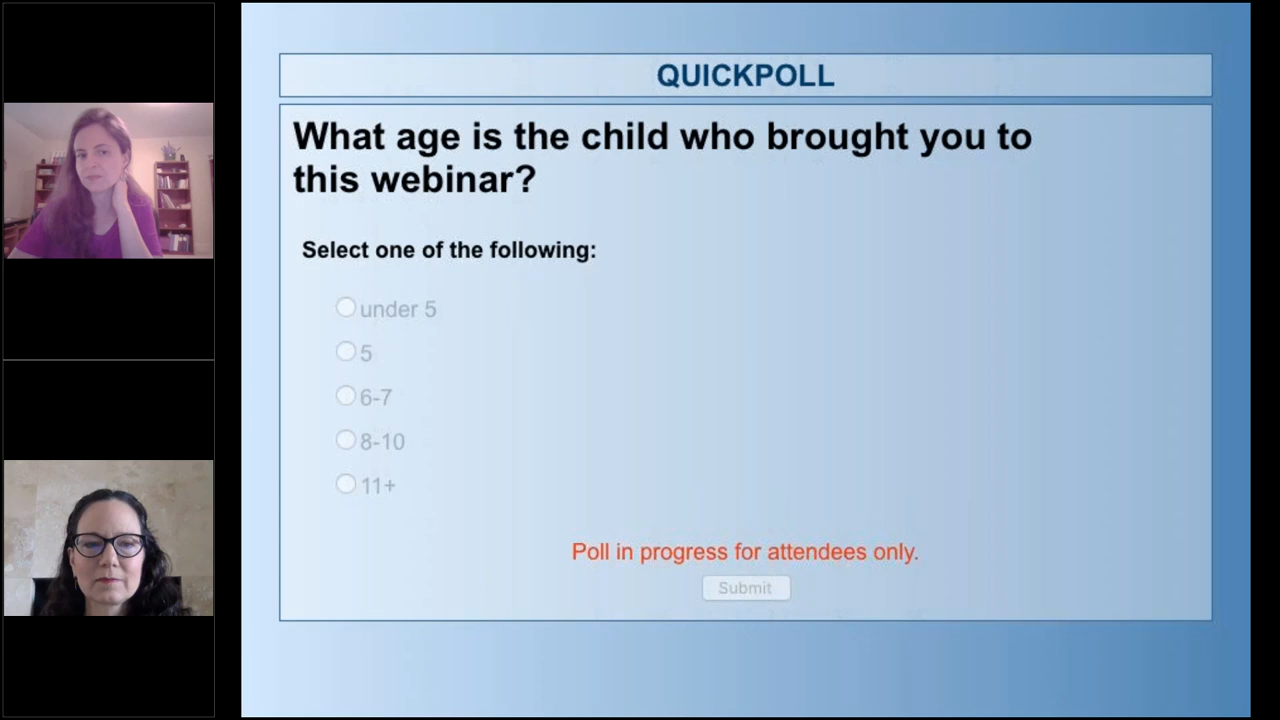 QUICKPOLL
What age is the child who brought you to
this webinar?
Select one of the following:
under 5
5
6-7
8-10
11+
Poll in progress for attendees only.
Submit